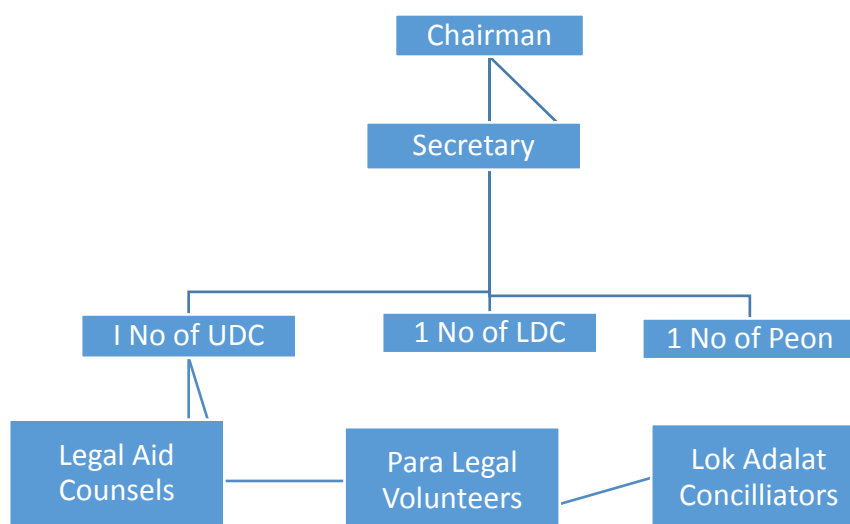 Chairman
Secretary
I No of UDC
1 No of LDC
1 No of Peon
Legal Aid
Counsels
Para Legal
Volunteers
Lok Adalat
Concilliators